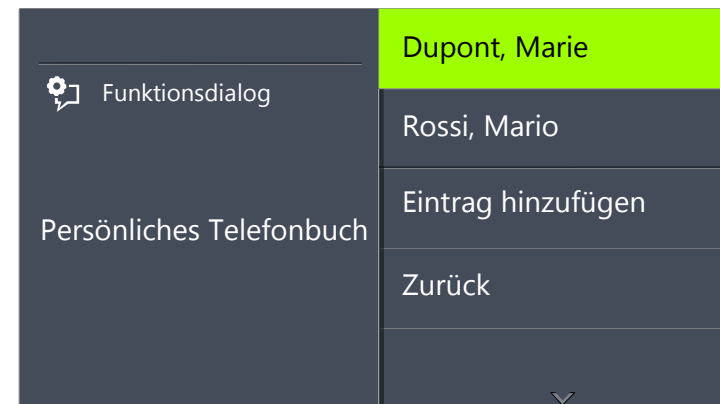 Funktionsdialog
Persönliches Telefonbuch
Dupont, Marie
Rossi, Mario
Eintrag hinzufügen
Zurück